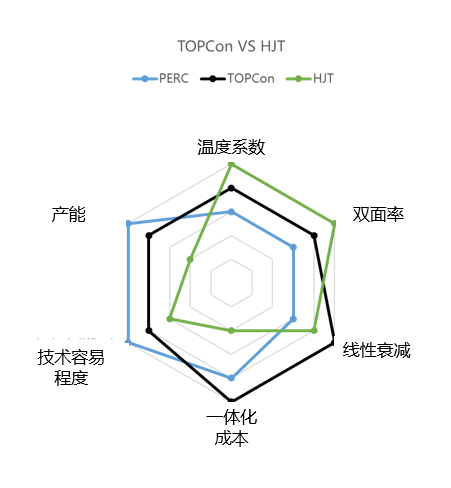 TOPCon VS HJT
PERC TOPCon HJT
温度系数
产能
双面率
技术容易
程度
线性衰减
一体化
成本